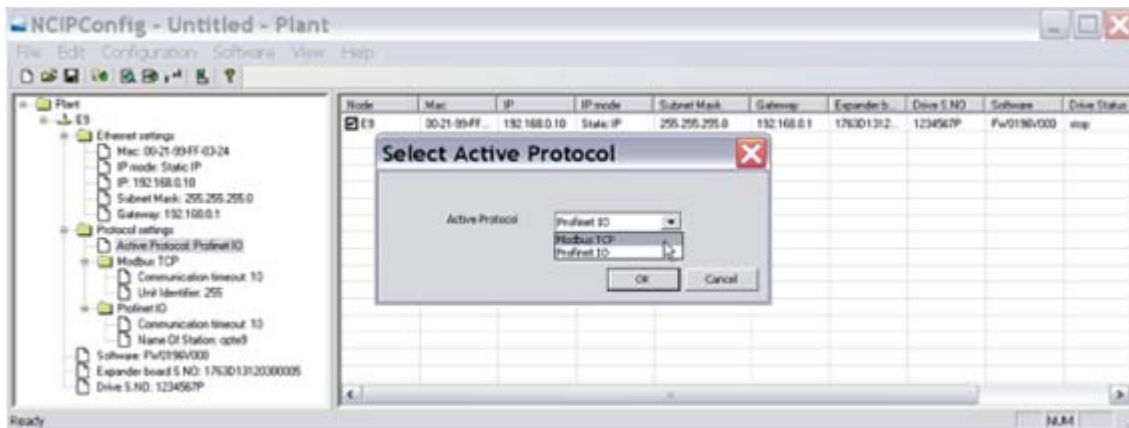 NCIPConfig - Untitled - Plant
File Edit Configuration Software View Help
Plant
E9
Ethernet settings
Mac: 00-21-99-FF-03-24
IP mode: Static IP
IP: 192.168.0.10
Subnet Mask: 255.255.255.0
Gateway: 192.168.0.1
Protocol settings
Active Protocol: Profinet IO
Modbus TCP
Communication timeout: 10
Unit Identifier: 255
Profinet IO
Communication timeout: 10
Name Of Station: opte9
Software: FW0196V000
Expander board S.NO: 1763D13120300005
Drive S.NO: 1234567P
Node Mac IP IP mode Subnet Mask Gateway Expander b... Drive S.NO Software Drive Status
E9 00-21-99-FF... 192.168.0.10 Static IP 255.255.255.0 192.168.0.1 1763D1312... 1234567P FW0196V000 stop
Select Active Protocol
Active Protocol Profinet IO
Modbus TCP
Profinet IO
OK Cancel
Ready NUM